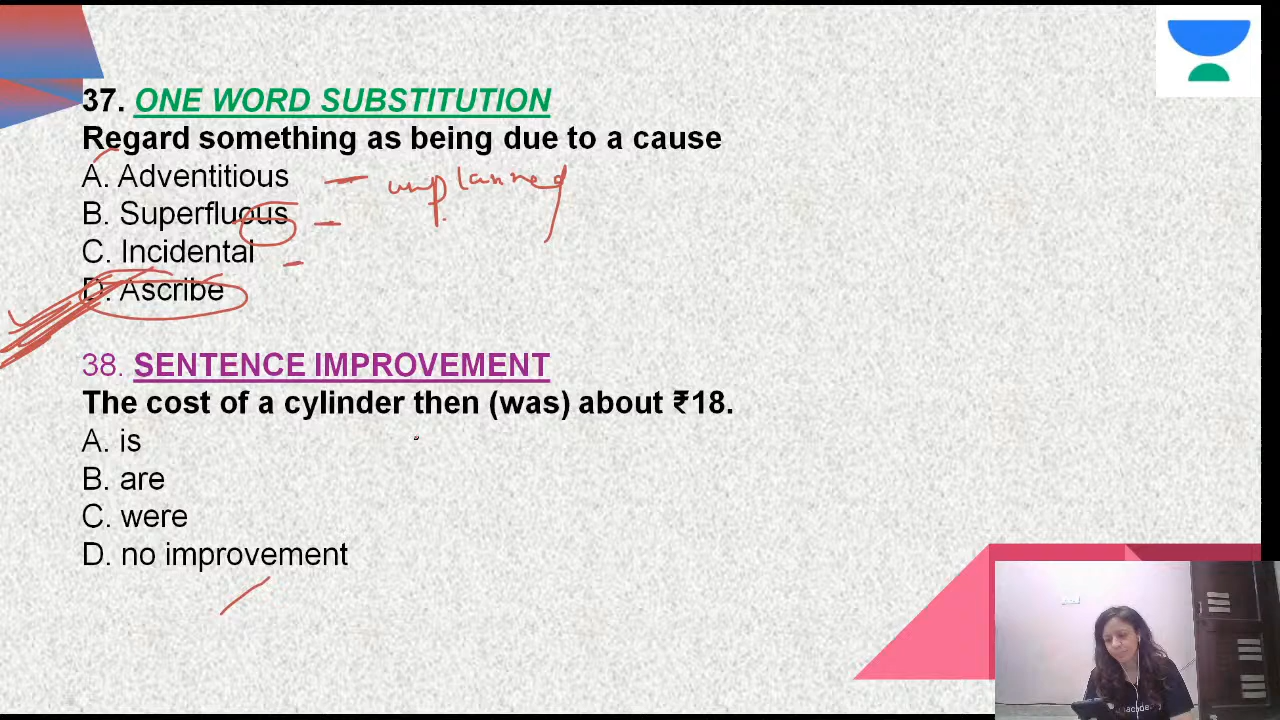 37. ONE WORD SUBSTITUTION
Regard something as being due to a cause
A. Adventitious – unplanned
B. Superfluous –
C. Incidental –
D. Ascribe
38. SENTENCE IMPROVEMENT
The cost of a cylinder then (was) about ₹18.
A. is
B. are
C. were
D. no improvement